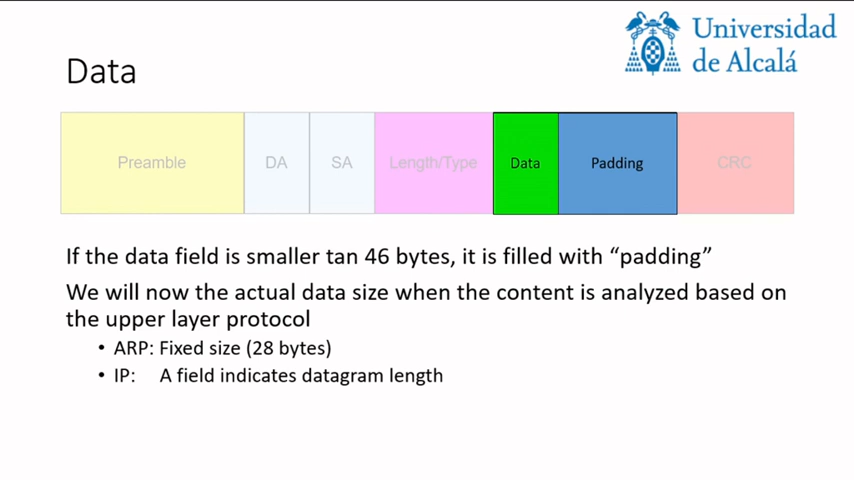 Universidad
de Alcalá
Data
Preamble
DA
SA
Length/Type
Data
Padding
CRC
If the data field is smaller tan 46 bytes, it is filled with “padding”
We will now the actual data size when the content is analyzed based on
the upper layer protocol
• ARP: Fixed size (28 bytes)
• IP: A field indicates datagram length